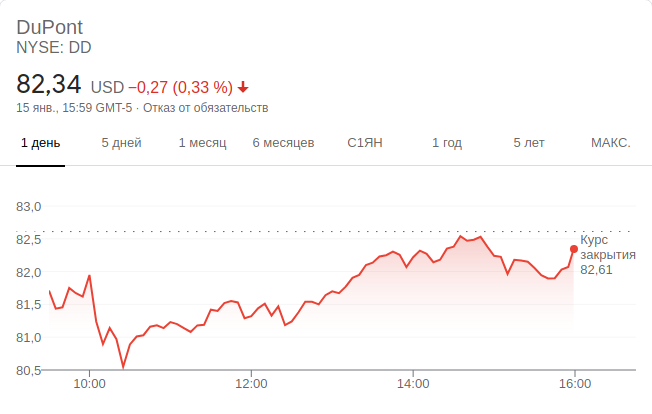 DuPont
NYSE: DD
82,34 USD −0,27 (0,33 %)
15 янв., 15:59 GMT-5 · Отказ от обязательств
1 день 5 дней 1 месяц 6 месяцев С1ЯН 1 год 5 лет МАКС.
83,0
82,5
82,0
81,5
81,0
80,5
Курс
закрытия
82,61
10:00 12:00 14:00 16:00